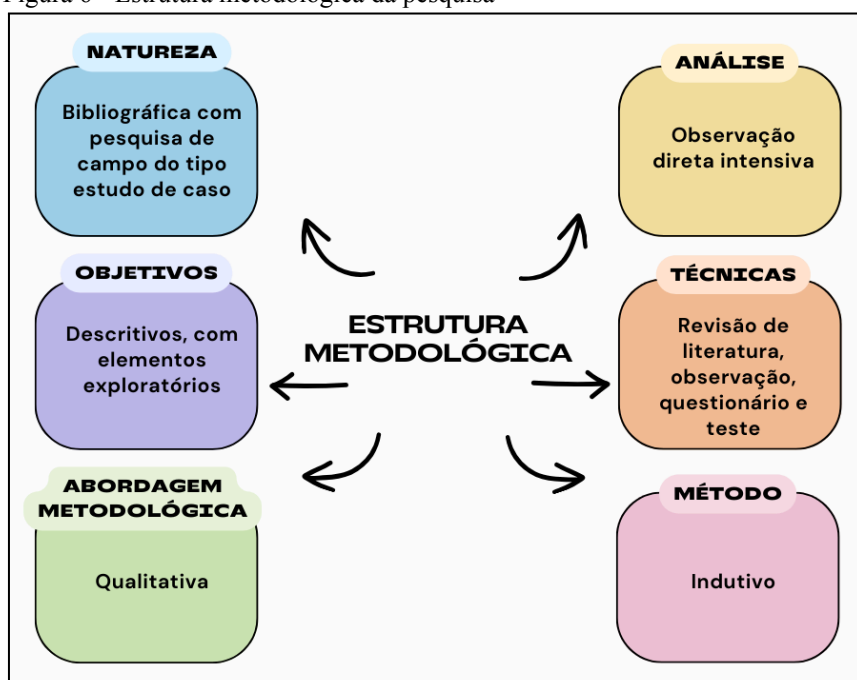 Figura 6 - Estrutura metodológica da pesquisa
NATUREZA
Bibliográfica com
pesquisa de
campo do tipo
estudo de caso
ANÁLISE
Observação
direta intensiva
OBJETIVOS
Descritivos, com
elementos
exploratórios
ESTRUTURA
METODOLÓGICA
TÉCNICAS
Revisão de
literatura,
observação,
questionário e
teste
ABORDAGEM
METODOLÓGICA
Qualitativa
MÉTODO
Indutivo